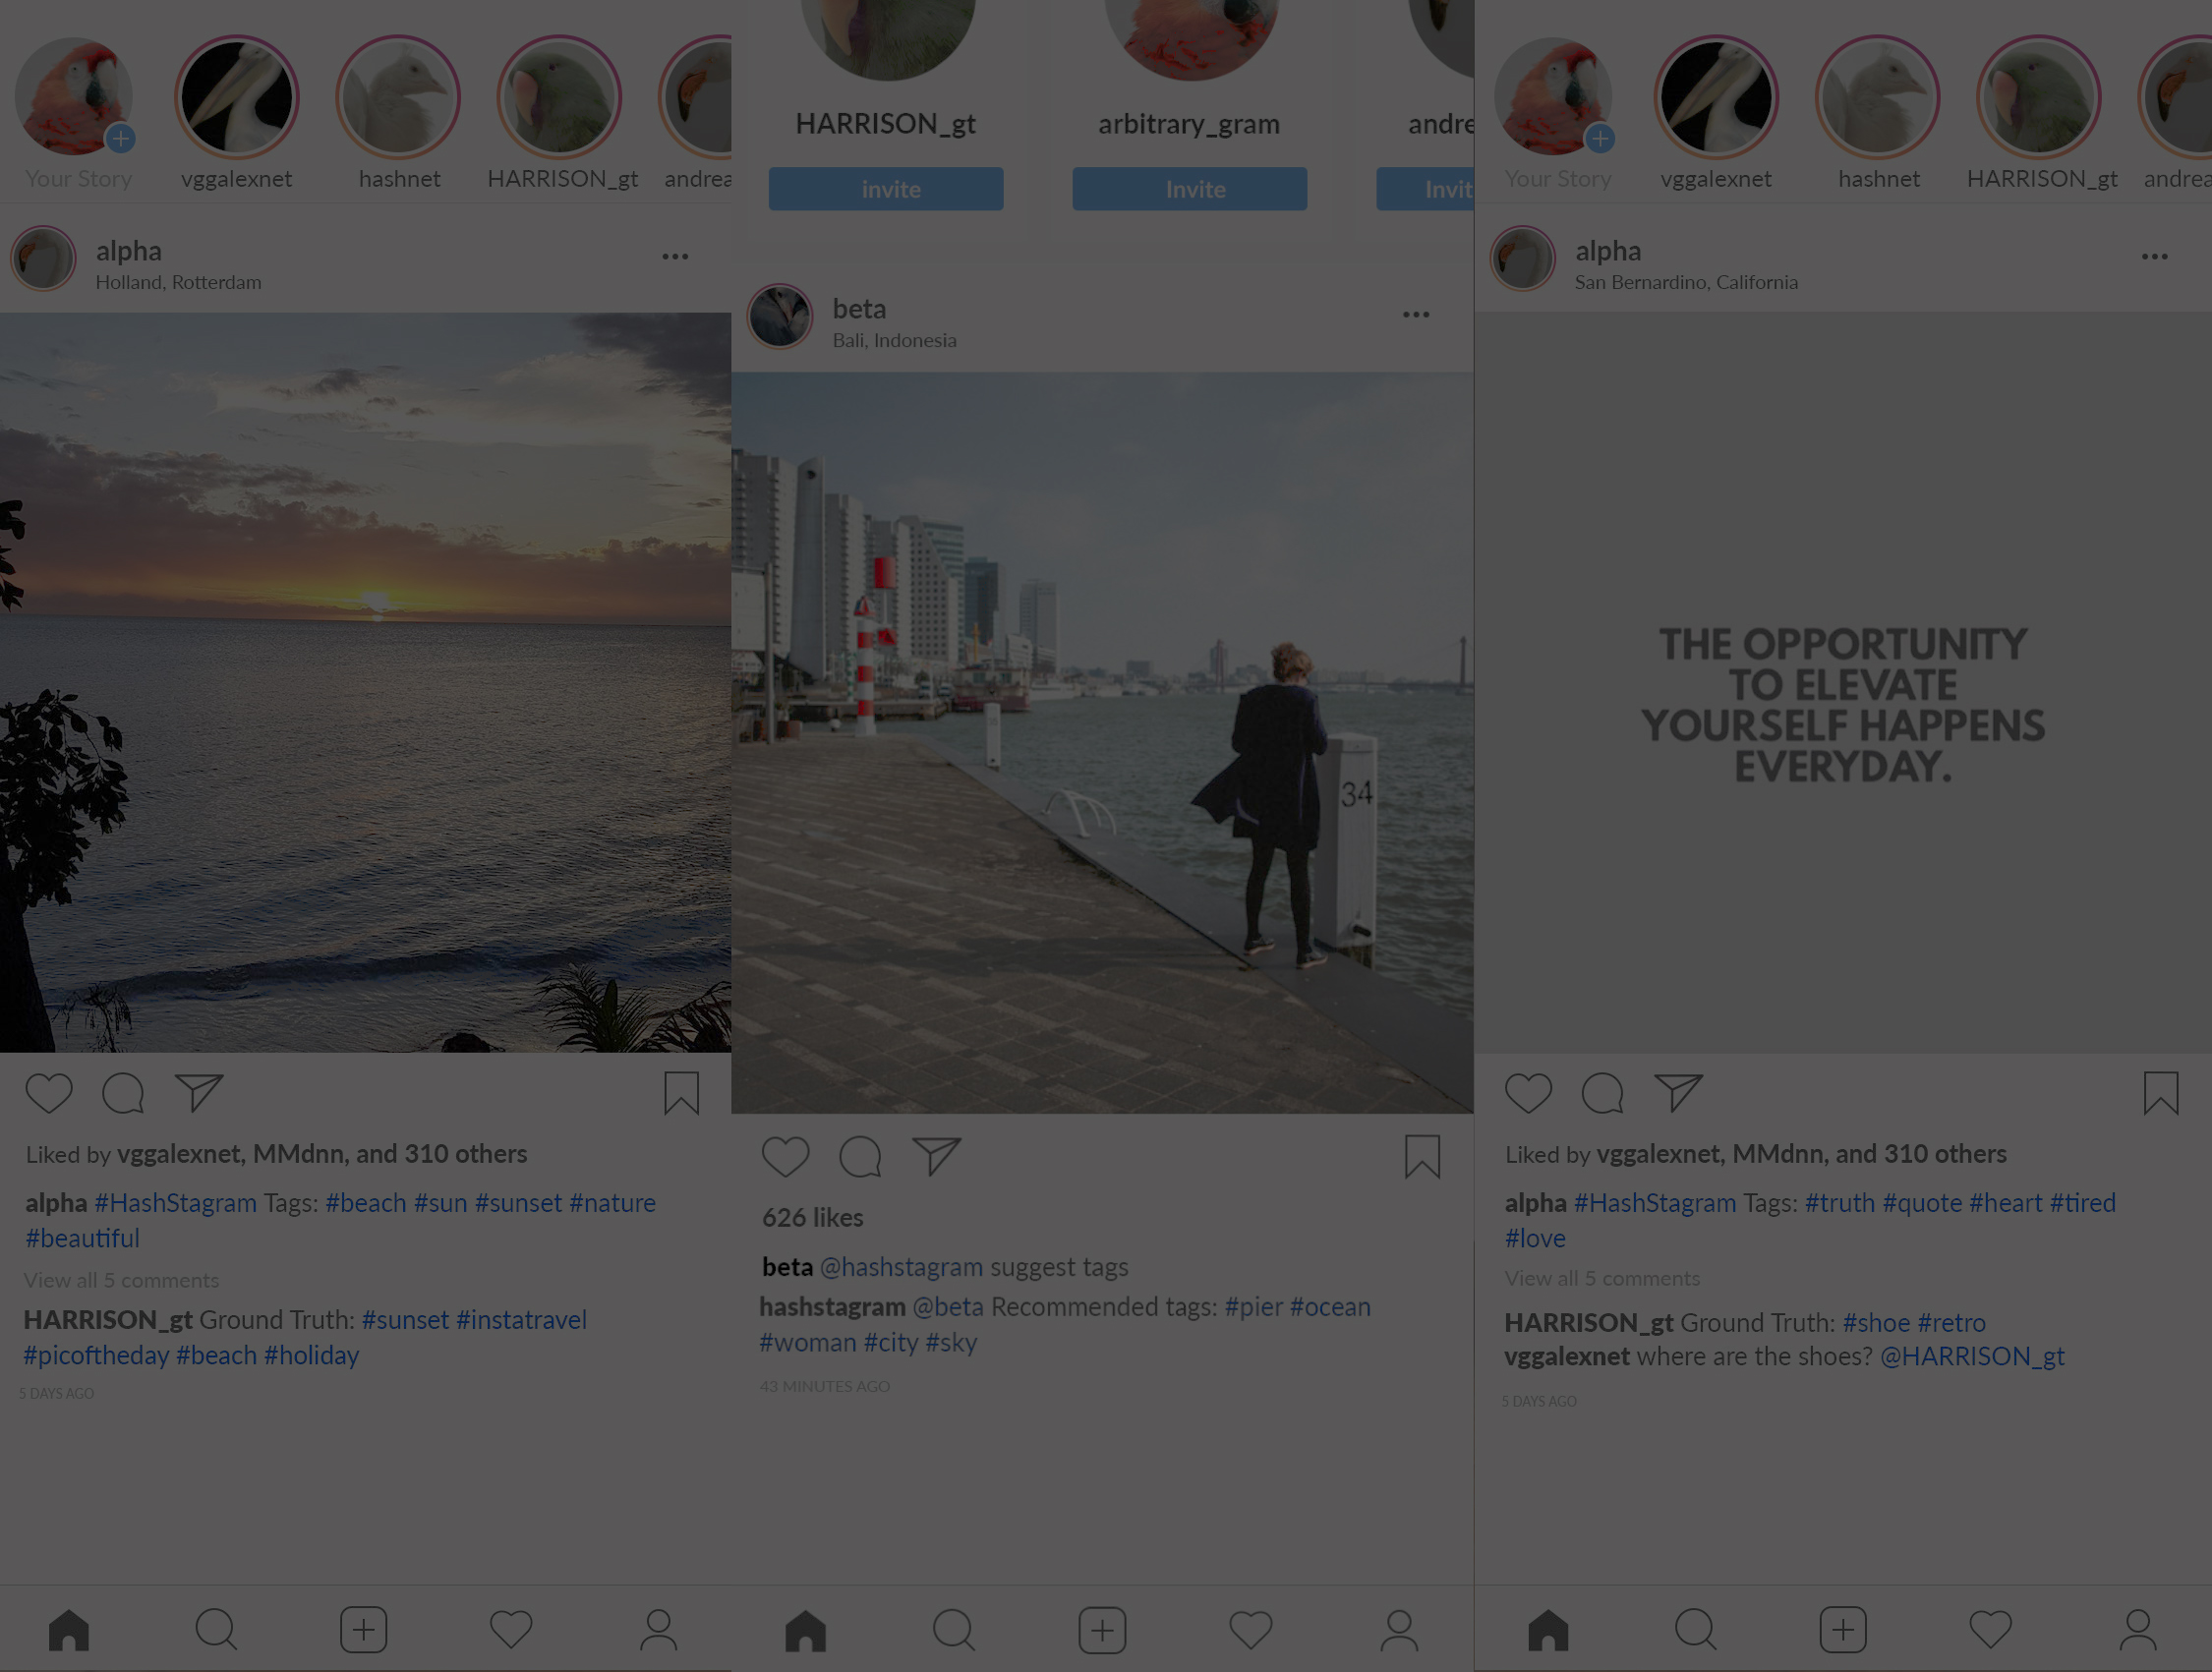 Your Story
vggalexnet
hashnet
HARRISON_gt
andrea
alpha
Holland, Rotterdam
Liked by vggalexnet, MMdnn, and 310 others
alpha #HashStagram Tags: #beach #sun #sunset #nature
#beautiful
View all 5 comments
HARRISON_gt Ground Truth: #sunset #instatravel
#picoftheday #beach #holiday
5 DAYS AGO
HARRISON_gt
arbitrary_gram
andre
invite
Invite
Invit
beta
Bali, Indonesia
34
626 likes
beta @hashstagram suggest tags
hashstagram @beta Recommended tags: #pier #ocean
#woman #city #sky
43 MINUTES AGO
Your Story
vggalexnet
hashnet
HARRISON_gt
andrea
alpha
San Bernardino, California
THE OPPORTUNITY
TO ELEVATE
YOURSELF HAPPENS
EVERYDAY.
Liked by vggalexnet, MMdnn, and 310 others
alpha #HashStagram Tags: #truth #quote #heart #tired
#love
View all 5 comments
HARRISON_gt Ground Truth: #shoe #retro
vggalexnet where are the shoes? @HARRISON_gt
5 DAYS AGO